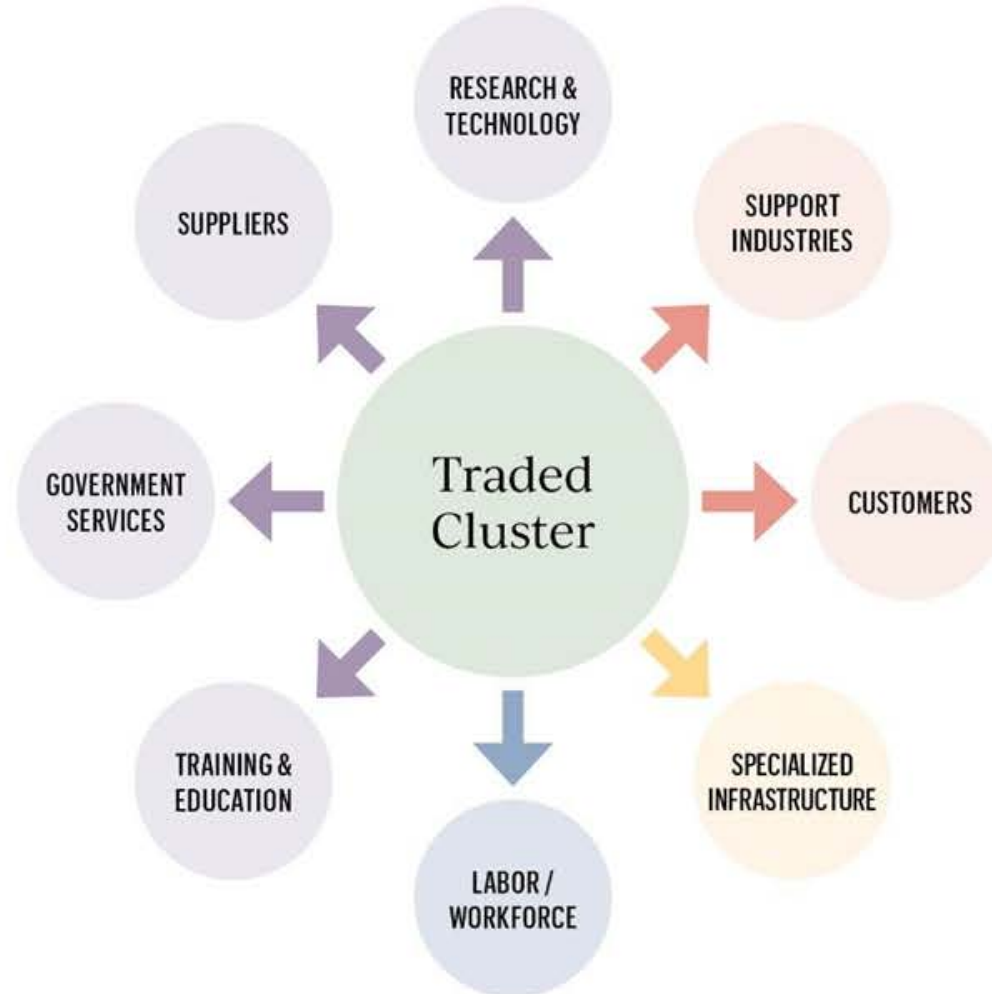 RESEARCH &
TECHNOLOGY
SUPPORT
INDUSTRIES
SUPPLIERS
Traded
Cluster
GOVERNMENT
SERVICES
CUSTOMERS
TRAINING &
EDUCATION
SPECIALIZED
INFRASTRUCTURE
LABOR /
WORKFORCE